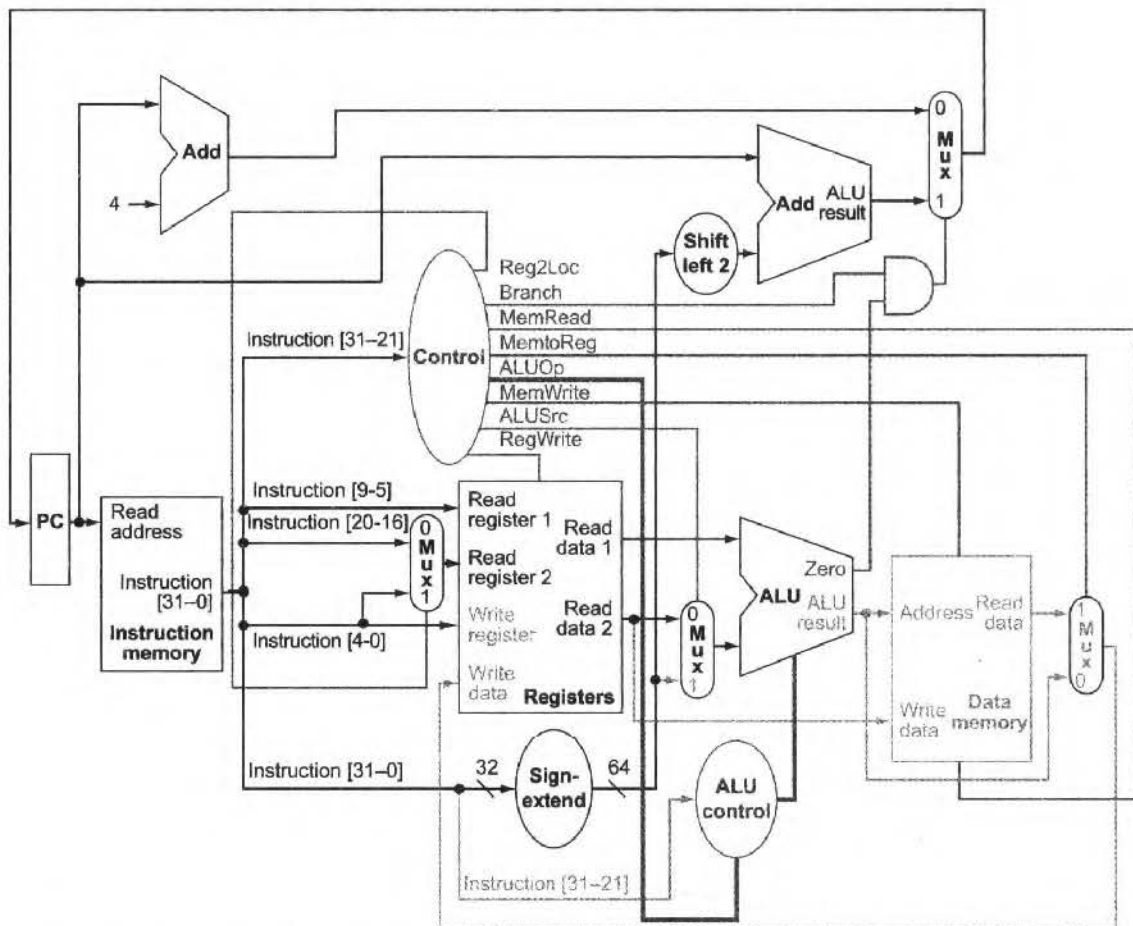 Add
4
0
Mux
1
Add
ALU
result
Shift
left 2
Reg2Loc
Branch
MemRead
MemtoReg
ALUOp
MemWrite
ALUSrc
RegWrite
Instruction [31–21]
Control
PC
Read
address
Instruction
[31–0]
Instruction
memory
Instruction [9-5]
Instruction [20-16]
Instruction [4-0]
0
Mux
1
Read
register 1
Read
register 2
Write
register
Write
data
Read
data 1
Read
data 2
Registers
0
Mux
1
Zero
ALU
ALU
result
Address
Read
data
Write
data
Data
memory
1
Mux
0
Instruction [31–0]
32
Sign-
extend
64
ALU
control
Instruction [31–21]